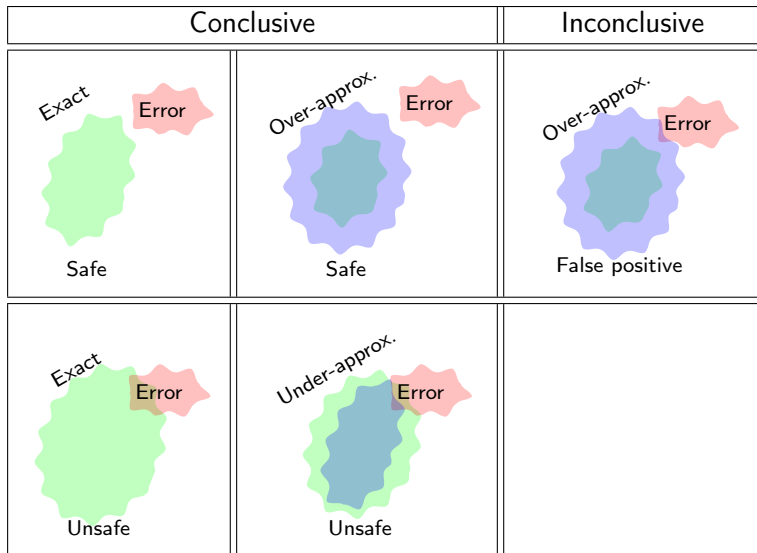 Conclusive
Inconclusive
Exact
Error
Safe
Over-approx.
Error
Safe
Over-approx.
Error
False positive
Exact
Error
Unsafe
Under-approx.
Error
Unsafe